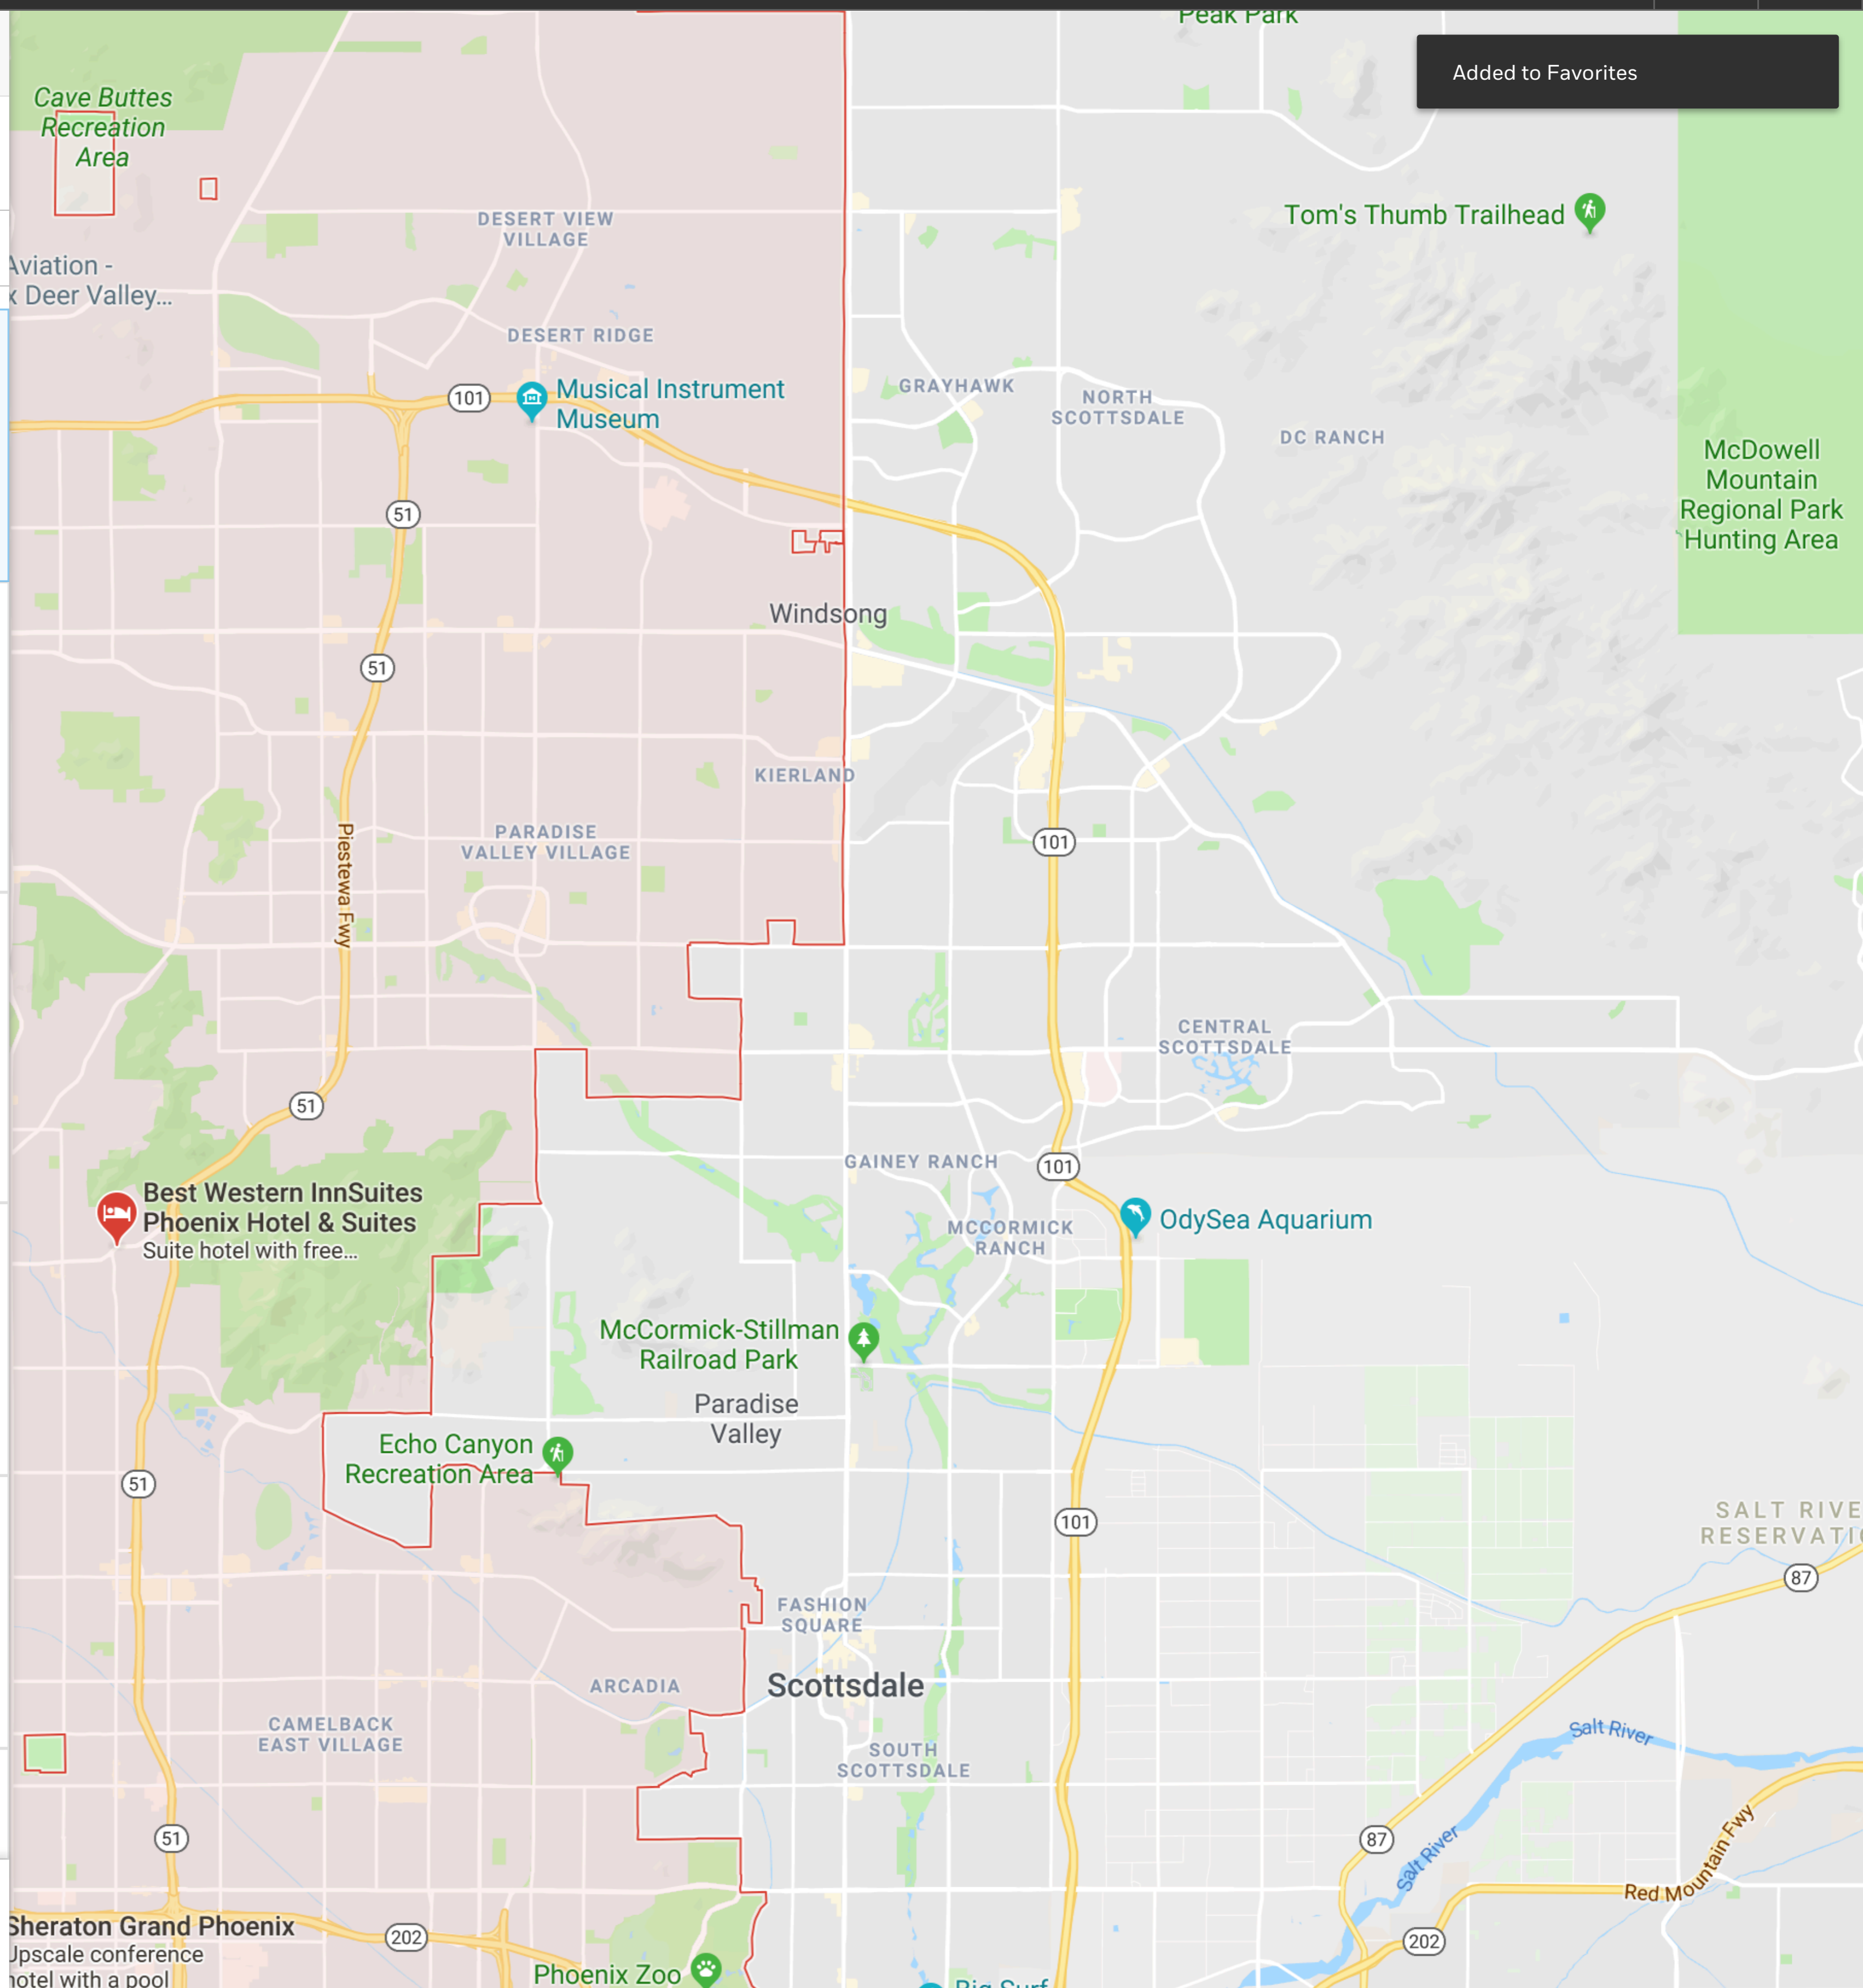 Peak Park
Added to Favorites
Cave Buttes
Recreation
Area
Tom's Thumb Trailhead
DESERT VIEW
VILLAGE
Aviation -
x Deer Valley...
DESERT RIDGE
Musical Instrument
Museum
101
GRAYHAWK
NORTH
SCOTTSDALE
DC RANCH
McDowell
Mountain
Regional Park
Hunting Area
51
Windsong
51
KIERLAND
PARADISE
VALLEY VILLAGE
Piestewa Fwy
101
CENTRAL
SCOTTSDALE
51
GAINEY RANCH
101
Best Western InnSuites
Phoenix Hotel & Suites
Suite hotel with free...
MCCORMICK
RANCH
OdySea Aquarium
McCormick-Stillman
Railroad Park
Paradise
Valley
Echo Canyon
Recreation Area
51
101
SALT RIVE
RESERVATIO
87
FASHION
SQUARE
Scottsdale
ARCADIA
CAMELBACK
EAST VILLAGE
SOUTH
SCOTTSDALE
Salt River
51
87
Salt River
Red Mountain Fwy
Sheraton Grand Phoenix
Upscale conference
hotel with a pool
202
202
Phoenix Zoo
Big Surf